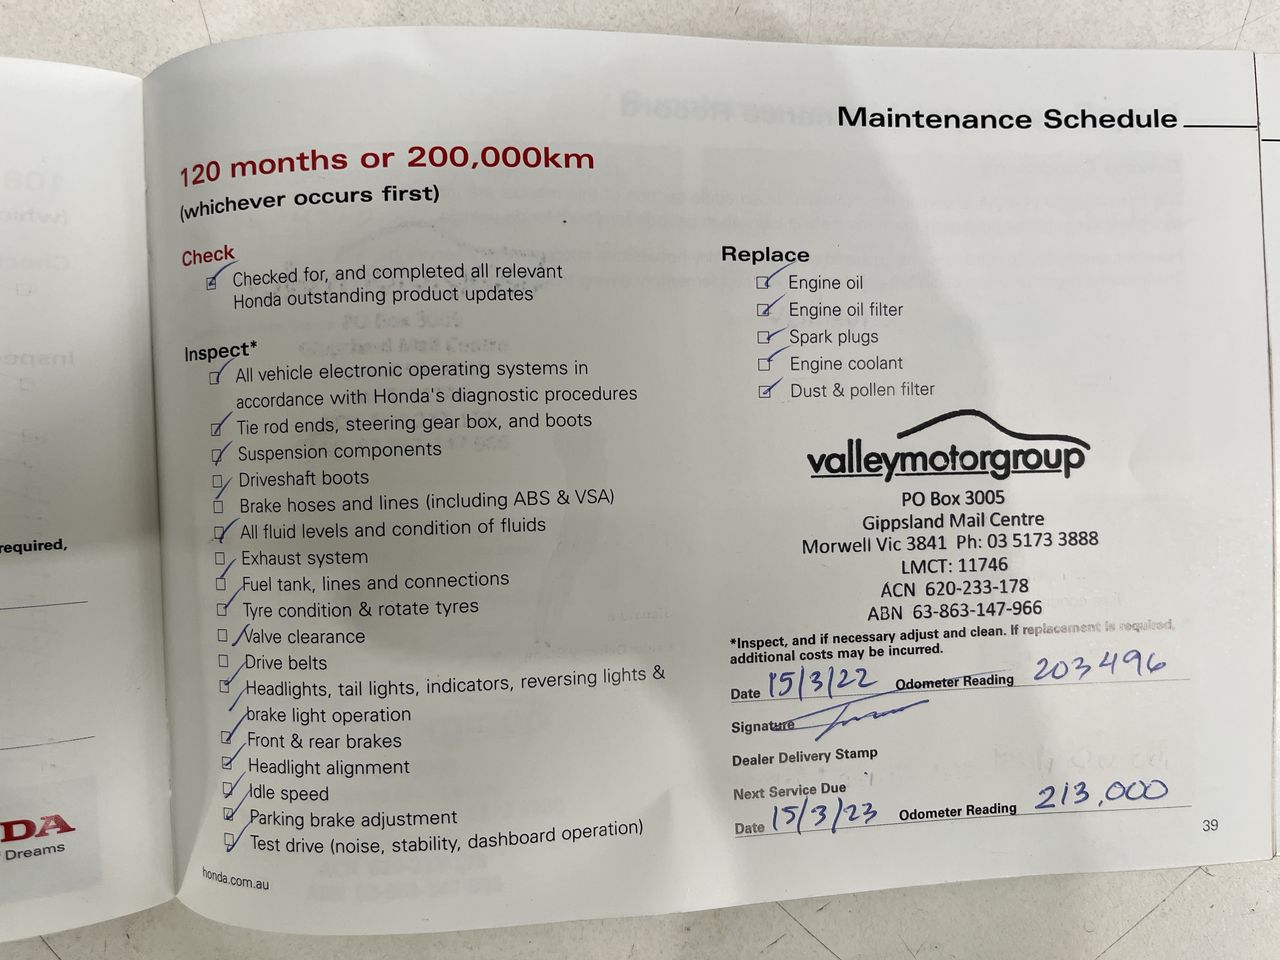 Maintenance Schedule
120 months or 200,000km
(whichever occurs first)
Check
Checked for, and completed all relevant
Honda outstanding product updates
Inspect*
All vehicle electronic operating systems in
accordance with Honda's diagnostic procedures
Tie rod ends, steering gear box, and boots
Suspension components
Driveshaft boots
Brake hoses and lines (including ABS & VSA)
All fluid levels and condition of fluids
Exhaust system
Fuel tank, lines and connections
Tyre condition & rotate tyres
Valve clearance
Drive belts
Headlights, tail lights, indicators, reversing lights &
brake light operation
Front & rear brakes
Headlight alignment
Idle speed
Parking brake adjustment
Test drive (noise, stability, dashboard operation)
honda.com.au
Replace
Engine oil
Engine oil filter
Spark plugs
Engine coolant
Dust & pollen filter
valleymotorgroup
PO Box 3005
Gippsland Mail Centre
Morwell Vic 3841 Ph: 03 5173 3888
LMCT: 11746
ACN 620-233-178
ABN 63-863-147-966
*Inspect, and if necessary adjust and clean. If replacement is required,
additional costs may be incurred.
Date 15/3/22 Odometer Reading 203496
Signature
Dealer Delivery Stamp
Next Service Due
Date 15/3/23 Odometer Reading 213,000
39
required,
DA
Dreams